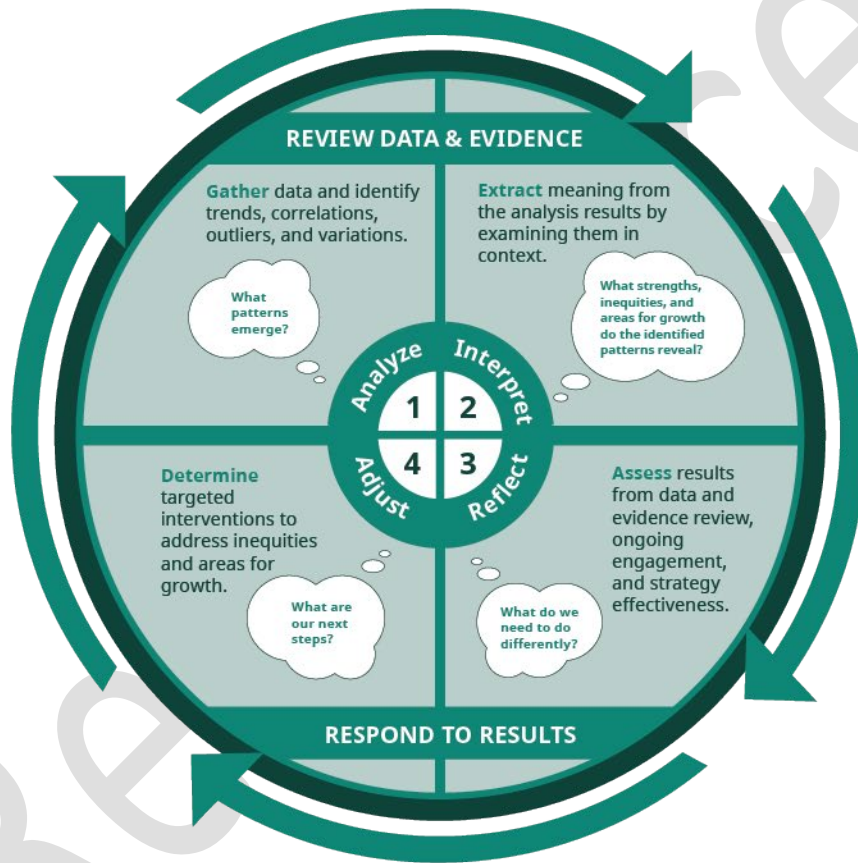 REVIEW DATA & EVIDENCE
Gather data and identify
trends, correlations,
outliers, and variations.
What
patterns
emerge?
Extract meaning from
the analysis results by
examining them in
context.
What strengths,
inequities, and
areas for growth
do the identified
patterns reveal?
Analyze
Interpret
1
2
4
3
Adjust
Reflect
Determine
targeted
interventions to
address inequities
and areas for
growth.
What are
our next
steps?
Assess results
from data and
evidence review,
ongoing
engagement,
and strategy
effectiveness.
What do we
need to do
differently?
RESPOND TO RESULTS